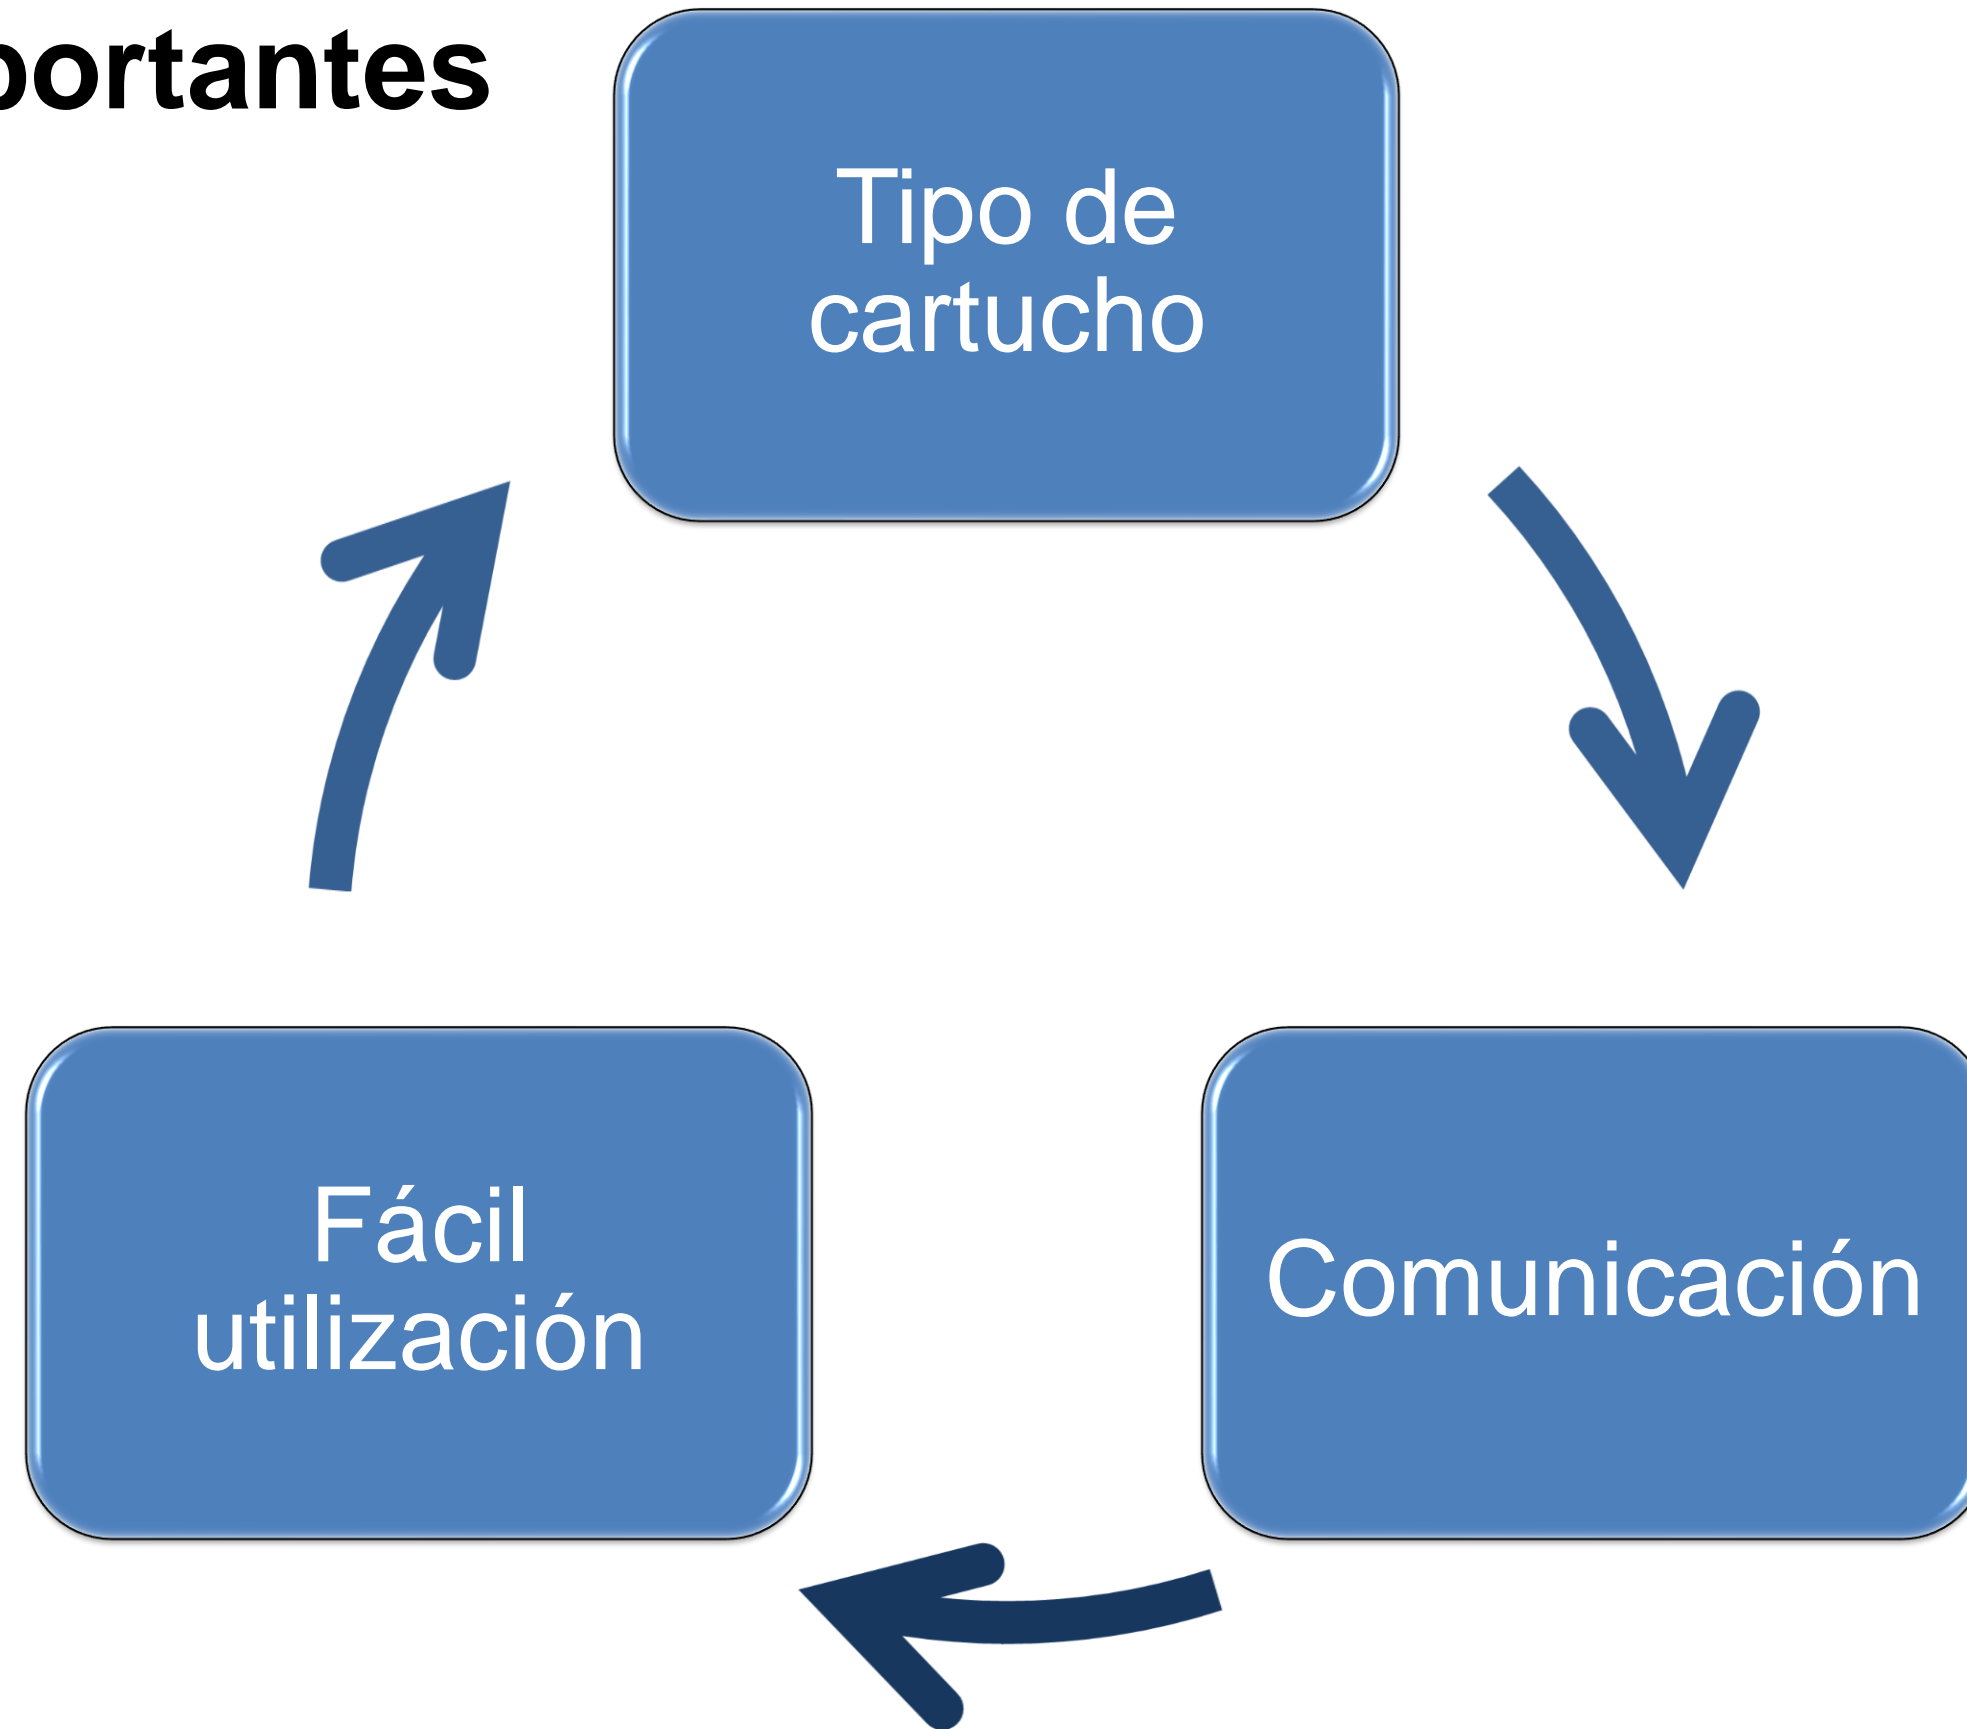 portantes
Tipo de
cartucho
Fácil
utilización
Comunicación